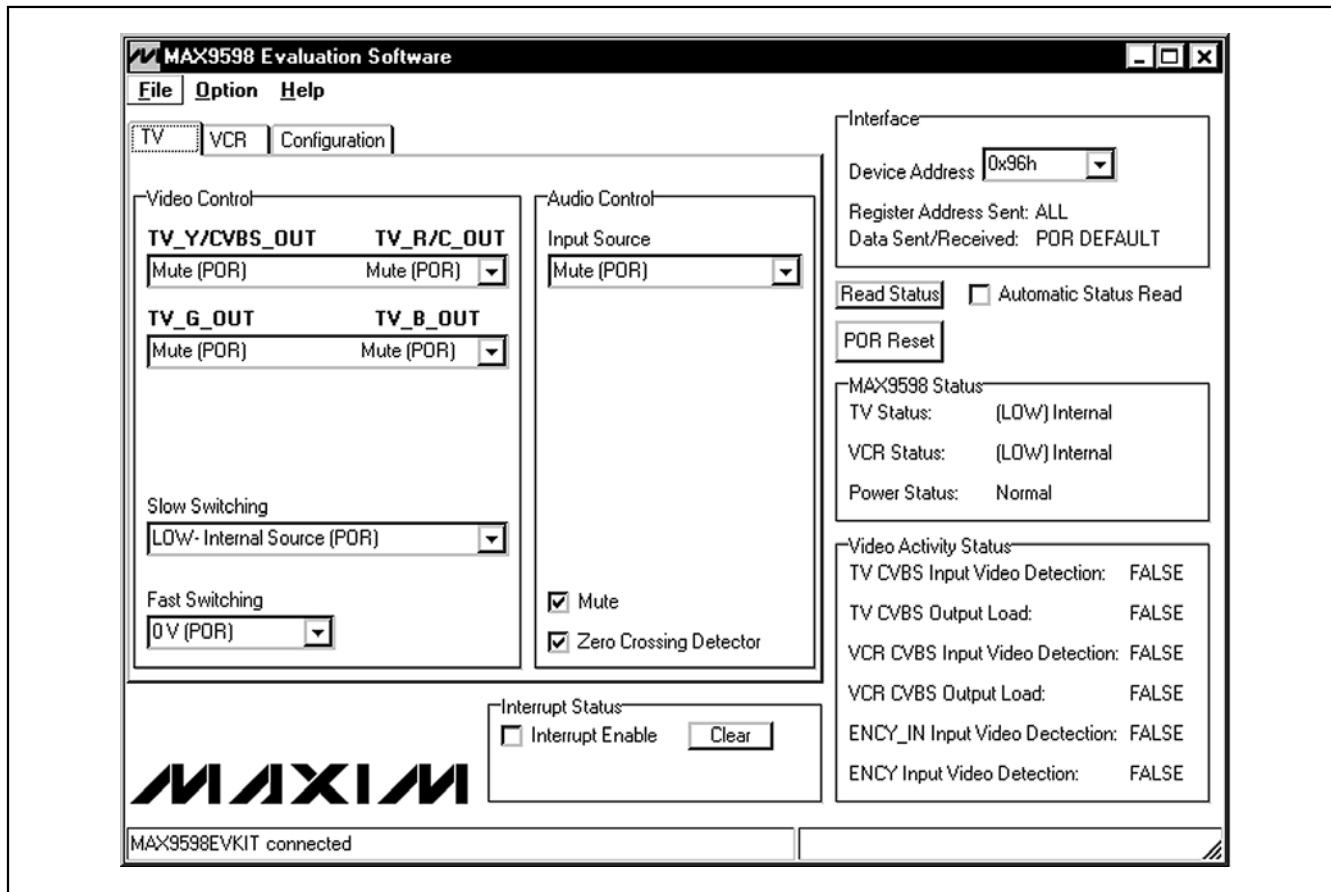 MAX9598 Evaluation Software
File Option Help
TV VCR Configuration
Video Control
TV_Y/CVBS_OUT TV_R/C_OUT
Mute (POR) Mute (POR)
TV_G_OUT TV_B_OUT
Mute (POR) Mute (POR)
Slow Switching
LOW- Internal Source (POR)
Fast Switching
0 V (POR)
Audio Control
Input Source
Mute (POR)
Mute
Zero Crossing Detector
Interrupt Status
Interrupt Enable Clear
MAXIM
Interface
Device Address 0x96h
Register Address Sent: ALL
Data Sent/Received: POR DEFAULT
Read Status Automatic Status Read
POR Reset
MAX9598 Status
TV Status: (LOW) Internal
VCR Status: (LOW) Internal
Power Status: Normal
Video Activity Status
TV CVBS Input Video Detection: FALSE
TV CVBS Output Load: FALSE
VCR CVBS Input Video Detection: FALSE
VCR CVBS Output Load: FALSE
ENCY_IN Input Video Dectection: FALSE
ENCY Input Video Detection: FALSE
MAX9598EVKIT connected